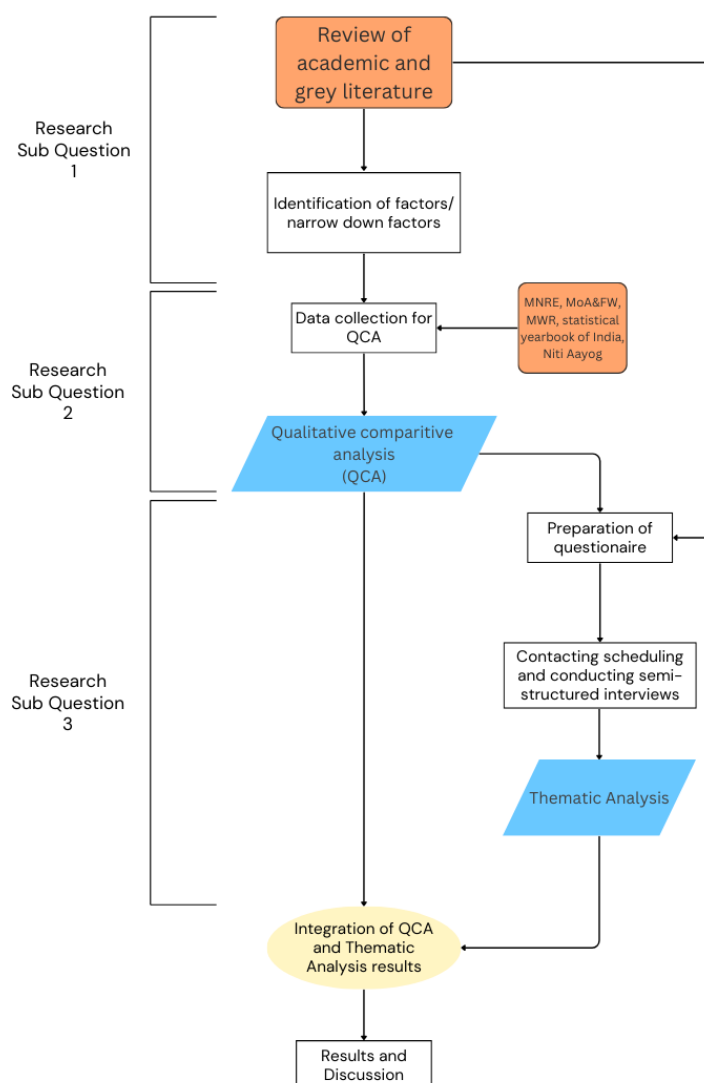 Review of
academic and
grey literature
Research
Sub Question
1
Identification of factors/
narrow down factors
Data collection for
QCA
MNRE, MoA&FW,
MWR, statistical
yearbook of India,
Niti Aayog
Research
Sub Question
2
Qualitative comparitive
analysis
(QCA)
Preparation of
questionaire
Contacting scheduling
and conducting semi-
structured interviews
Research
Sub Question
3
Thematic Analysis
Integration of QCA
and Thematic
Analysis results
Results and
Discussion